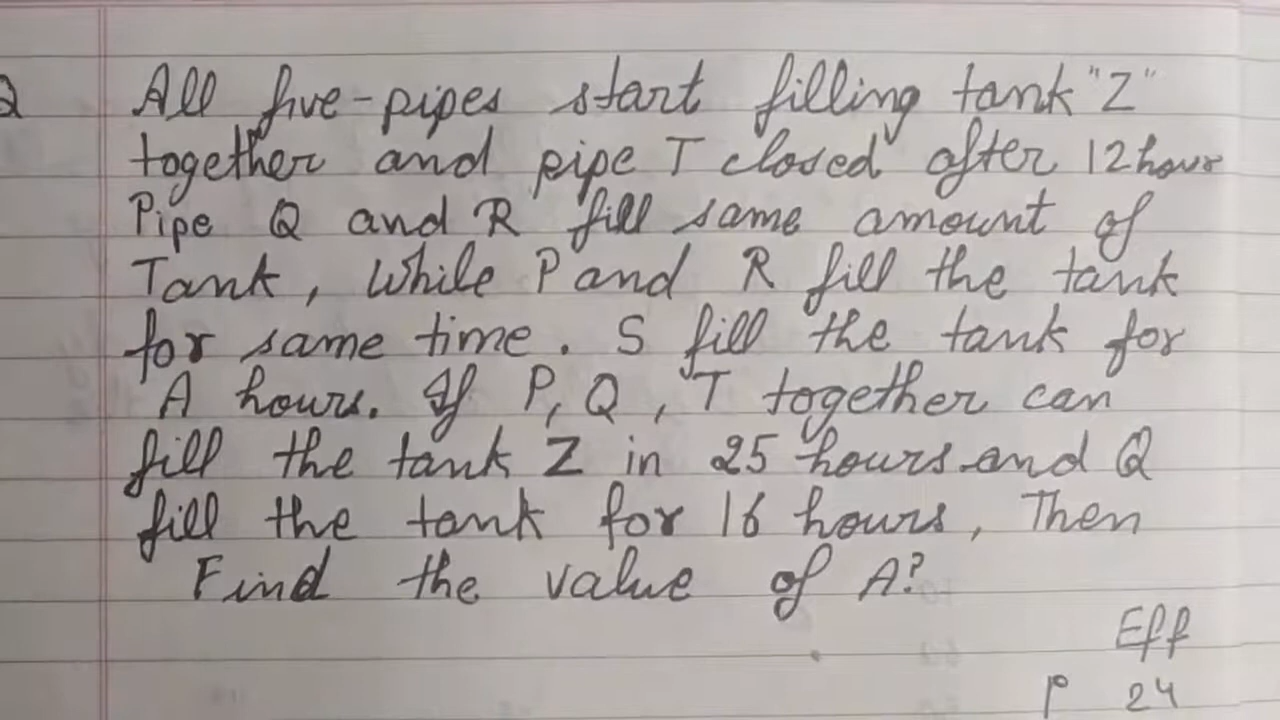 Q All five-pipes start filling tank "Z"
together and pipe T closed after 12 hour
Pipe Q and R fill same amount of
Tank, While P and R fill the tank
for same time. S fill the tank for
A hours. If P, Q, T together can
fill the tank Z in 25 hours and Q
fill the tank for 16 hours, Then
Find the value of A?
Eff
P 24